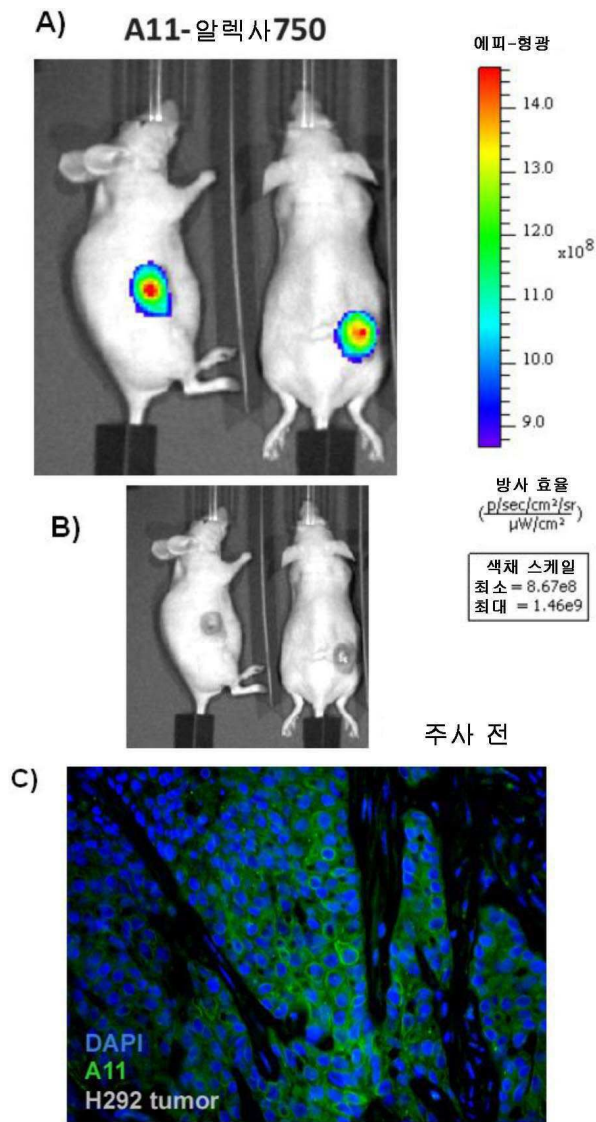 A)
A11-알렉사750
에피-형광
14.0
13.0
12.0
x10⁸
11.0
10.0
9.0
방사 효율
(p/sec/cm²/sr
µW/cm²)
색채 스케일
최소 = 8.67e8
최대 = 1.46e9
B)
주사 전
C)
DAPI
A11
H292 tumor